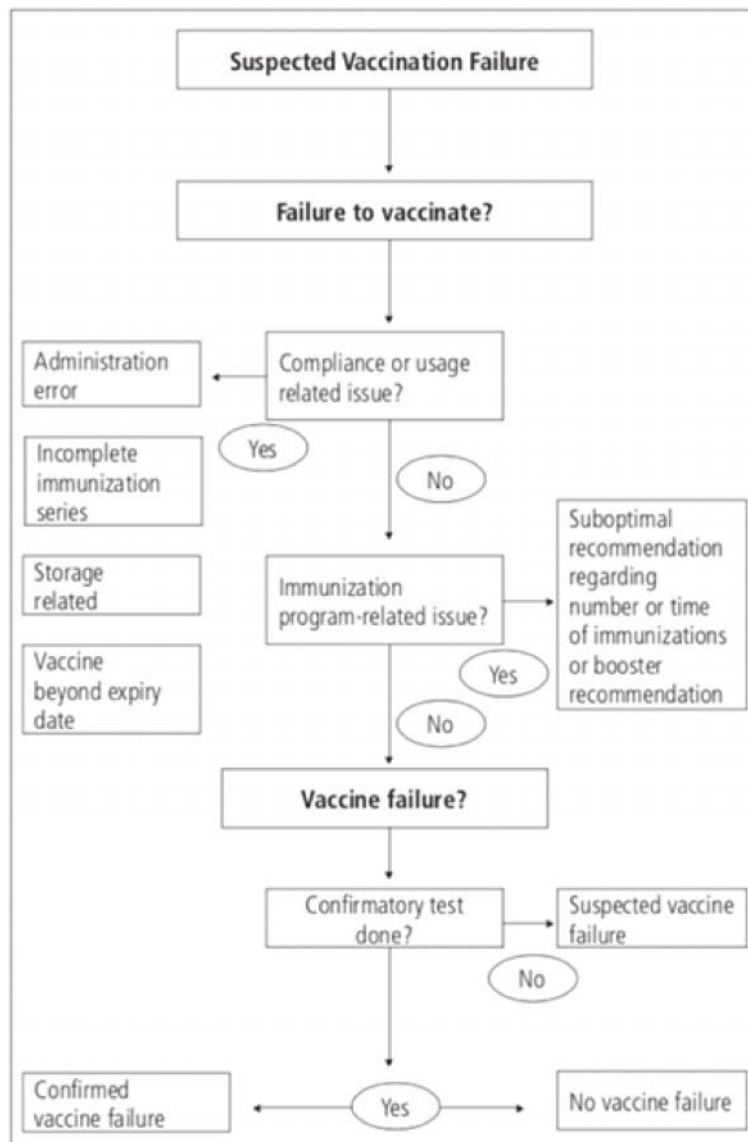 Suspected Vaccination Failure
Failure to vaccinate?
Administration
error
Compliance or usage
related issue?
Yes
Incomplete
immunization
series
No
Suboptimal
recommendation
regarding
number or time
of immunizations
or booster
recommendation
Storage
related
Immunization
program-related issue?
Yes
Vaccine
beyond expiry
date
No
Vaccine failure?
Confirmatory test
done?
Suspected vaccine
failure
No
Confirmed
vaccine failure
Yes
No vaccine failure